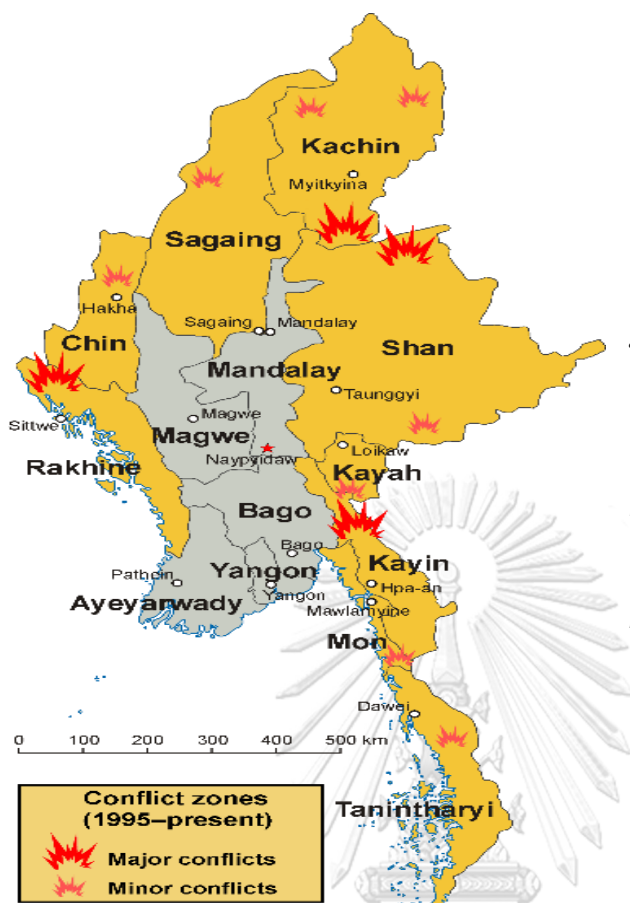 Kachin
Myitkyina
Sagaing
Hakha
Chin
Sagaing
Mandalay
Mandalay
Shan
Taunggyi
Sittwe
Magwe
Magwe
Naypyidaw
Rakhine
Loikaw
Kayah
Bago
Bago
Kayin
Pathein
Yangon
Yangon
Hpa-an
Ayeyarwady
Mawlamyine
Mon
Dawei
0 100 200 300 400 500 km
Tanintharyi
Conflict zones
(1995–present)
Major conflicts
Minor conflicts